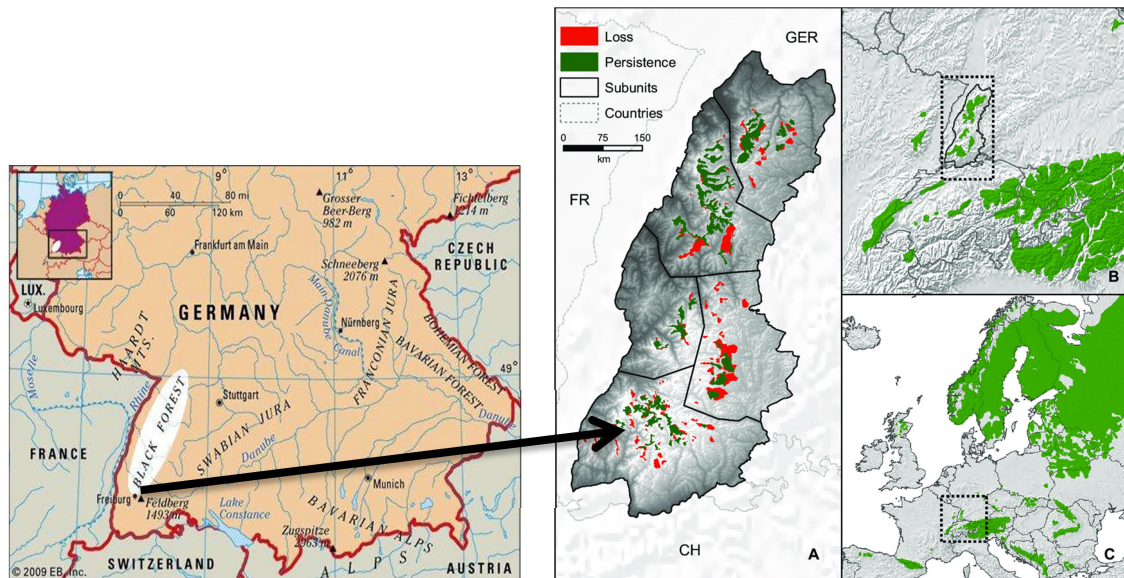 9°
11°
13°
0 40 80 mi
0 60 120 km
Grosser
Beer-Berg
982 m
Fichtelberg
1214 m
Frankfurt am Main
CZECH
REPUBLIC
Schneeberg
2076 m
LUX.
Luxembourg
GERMANY
Main-Danube
Canal
Nürnberg
HAARDT
MTS.
FRANCONIAN JURA
BOHEMIAN FOREST
BAVARIAN FOREST
49°
Moselle
Rhine
Stuttgart
BLACK FOREST
SWABIAN JURA
Danube
Danube
FRANCE
Munich
Freiburg
Feldberg
1493 m
Lake
Constance
BAVARIAN ALPS
Zugspitze
2963 m
ALPS
SWITZERLAND
AUSTRIA
© 2009 EB, Inc.
Loss
Persistence
Subunits
Countries
0 75 150
km
GER
FR
CH
A
B
C